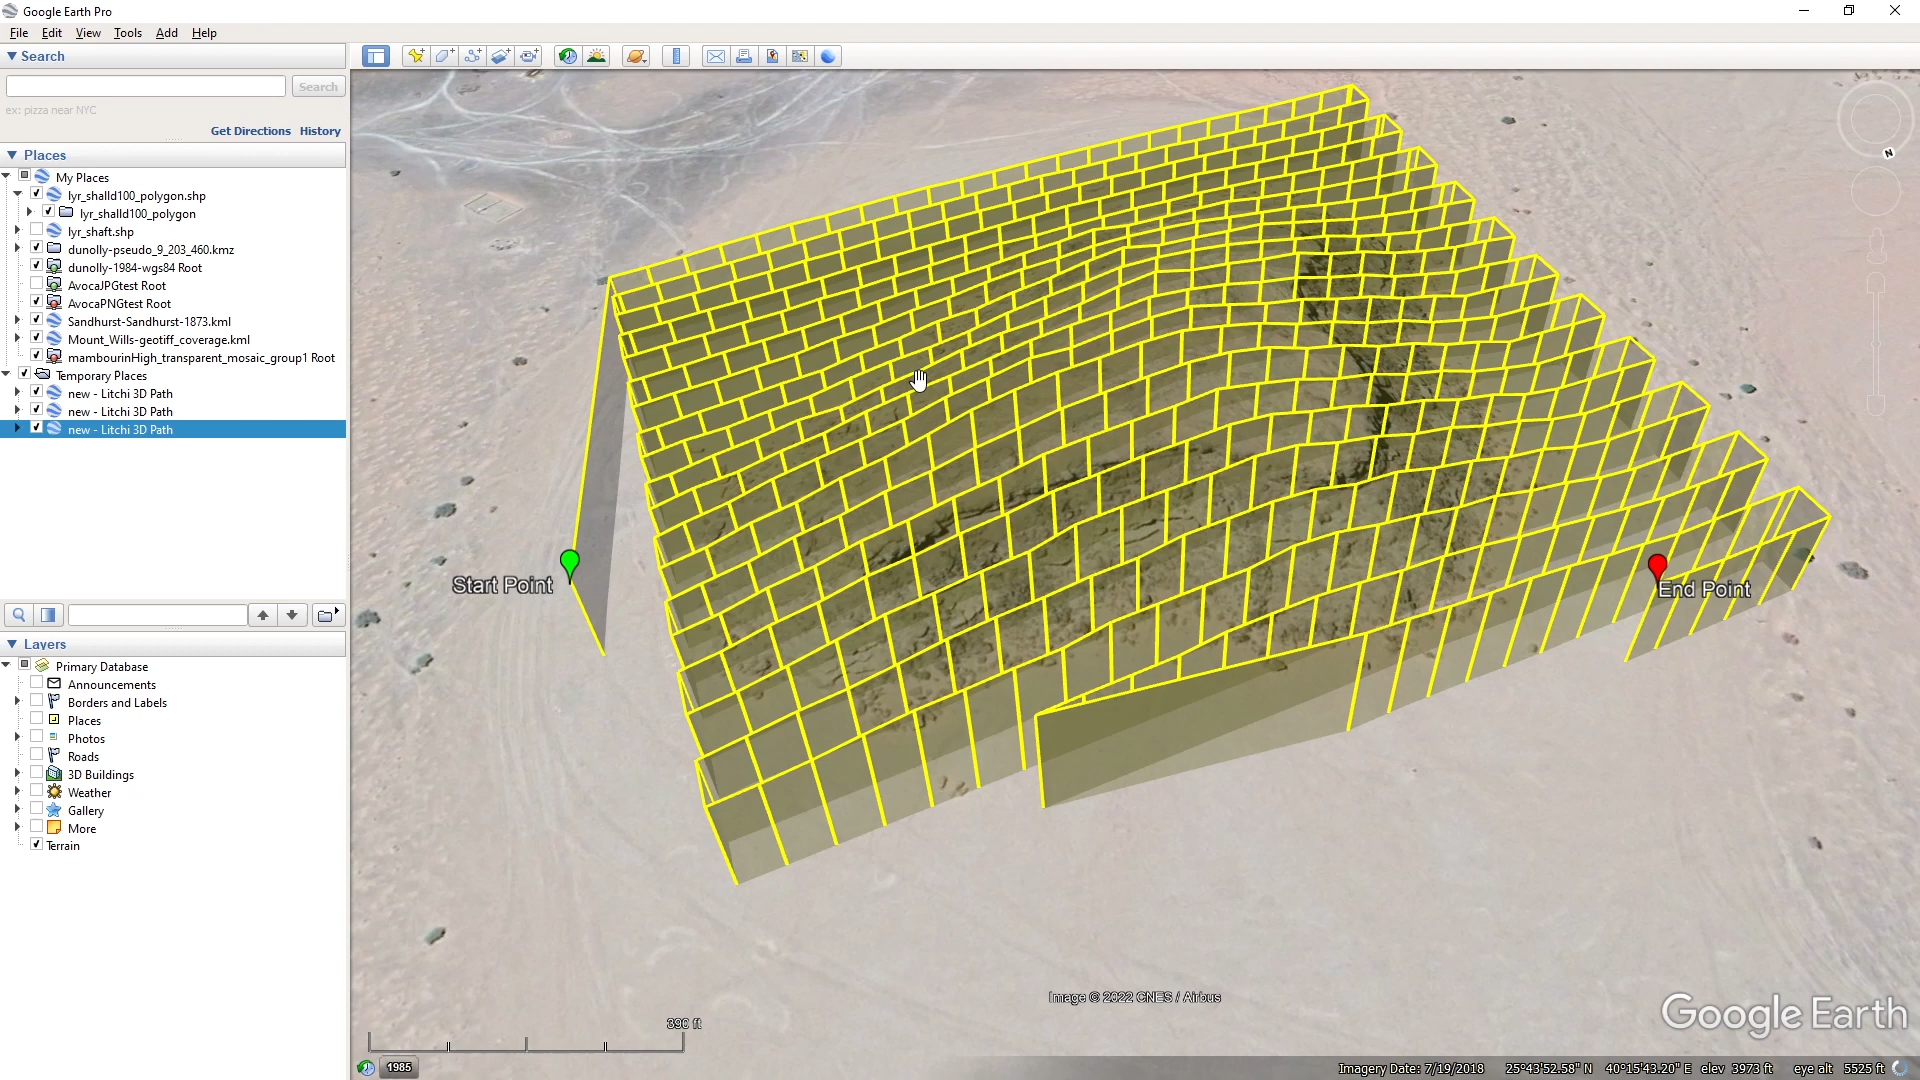 Google Earth Pro
File Edit View Tools Add Help
Search
Search
ex: pizza near NYC
Get Directions History
Places
My Places
lyr_shalld100_polygon.shp
lyr_shalld100_polygon
lyr_shaft.shp
dunolly-pseudo_9_203_460.kmz
dunolly-1984-wgs84 Root
AvocaJPGtest Root
AvocaPNGtest Root
Sandhurst-Sandhurst-1873.kml
Mount_Wills-geotiff_coverage.kml
mambourinHigh_transparent_mosaic_group1 Root
Temporary Places
new - Litchi 3D Path
new - Litchi 3D Path
new - Litchi 3D Path
Layers
Primary Database
Announcements
Borders and Labels
Places
Photos
Roads
3D Buildings
Weather
Gallery
More
Terrain
N
Start Point
End Point
Image © 2022 CNES / Airbus
390 ft
Google Earth
1985
Imagery Date: 7/19/2018 25°43'52.58" N 40°15'43.20" E elev 3973 ft eye alt 5525 ft